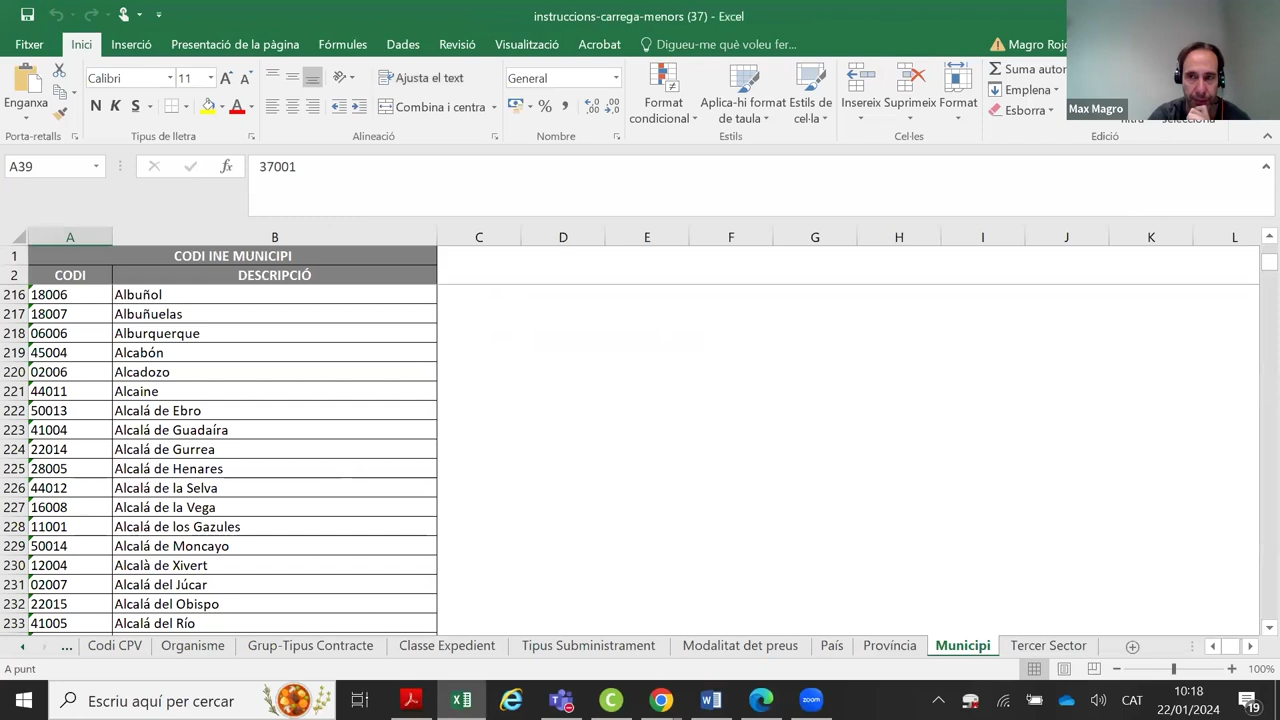 instruccions-carrega-menors (37) - Excel
Fitxer Inici Inserció Presentació de la pàgina Fórmules Dades Revisió Visualització Acrobat Digueu-me què voleu fer... Magro Roj
Enganxa Calibri 11 Ajusta el text General Format condicional Aplica-hi format de taula Estils de cel·la Insereix Suprimeix Format Suma autom
N K S Combina i centra % Emplena
Esborra
Porta-retalls Tipus de lletra Alineació Nombre Estils Cel·les Edició
Max Magro
A39 fx 37001
A B C D E F G H I J K L
1 CODI INE MUNICIPI
2 CODI DESCRIPCIÓ
216 18006 Albuñol
217 18007 Albuñuelas
218 06006 Alburquerque
219 45004 Alcabón
220 02006 Alcadozo
221 44011 Alcaine
222 50013 Alcalá de Ebro
223 41004 Alcalá de Guadaíra
224 22014 Alcalá de Gurrea
225 28005 Alcalá de Henares
226 44012 Alcalá de la Selva
227 16008 Alcalá de la Vega
228 11001 Alcalá de los Gazules
229 50014 Alcalá de Moncayo
230 12004 Alcalà de Xivert
231 02007 Alcalá del Júcar
232 22015 Alcalá del Obispo
233 41005 Alcalá del Río
... Codi CPV Organisme Grup-Tipus Contracte Classe Expedient Tipus Subministrament Modalitat det preus País Província Municipi Tercer Sector
A punt 100%
Escriu aquí per cercar CAT 10:18
22/01/2024 19